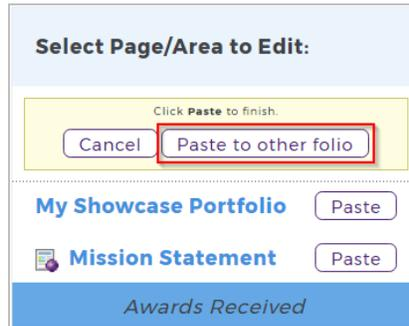 Select Page/Area to Edit:
Click Paste to finish.
Cancel Paste to other folio
My Showcase Portfolio Paste
Mission Statement Paste
Awards Received